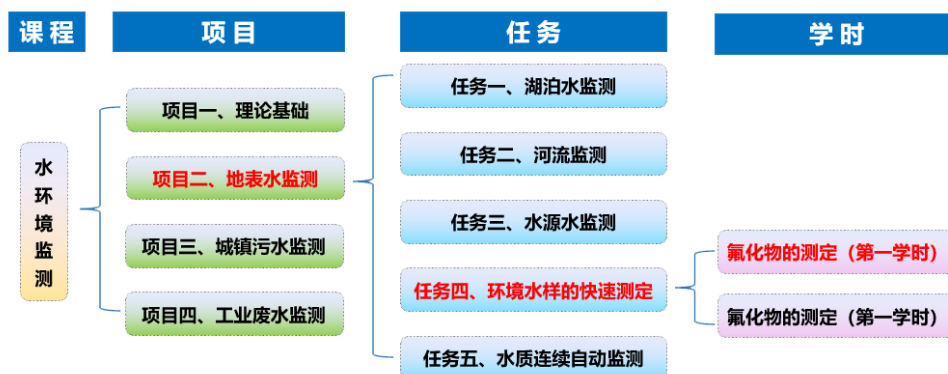 课程
项目
任务
学时
水环境监测
项目一、理论基础
项目二、地表水监测
项目三、城镇污水监测
项目四、工业废水监测
任务一、湖泊水监测
任务二、河流监测
任务三、水源水监测
任务四、环境水样的快速测定
任务五、水质连续自动监测
氟化物的测定（第一学时）
氟化物的测定（第一学时）